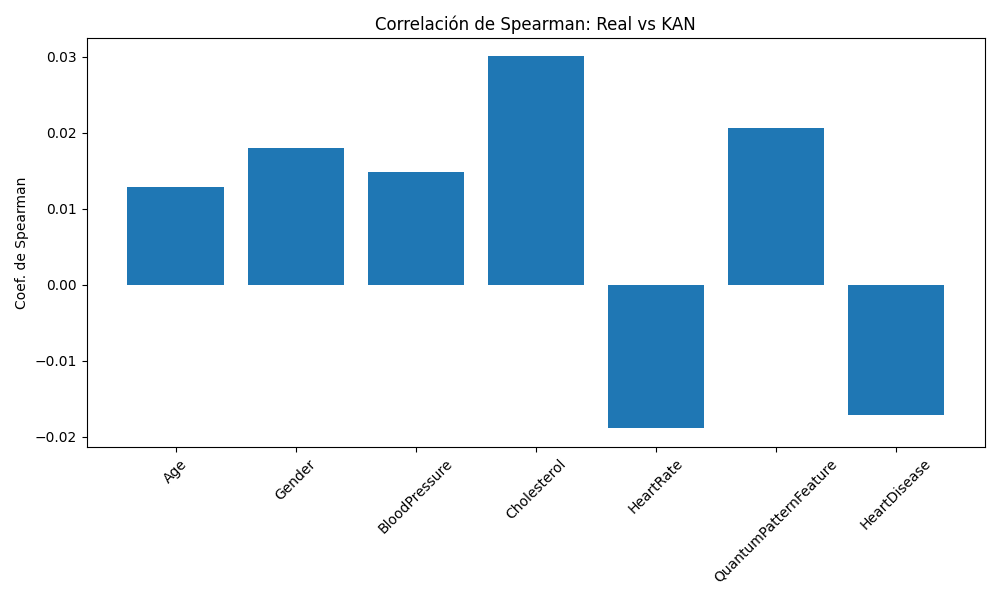 Correlación de Spearman: Real vs KAN
Coef. de Spearman
0.03
0.02
0.01
0.00
−0.01
−0.02
Age
Gender
BloodPressure
Cholesterol
HeartRate
QuantumPatternFeature
HeartDisease